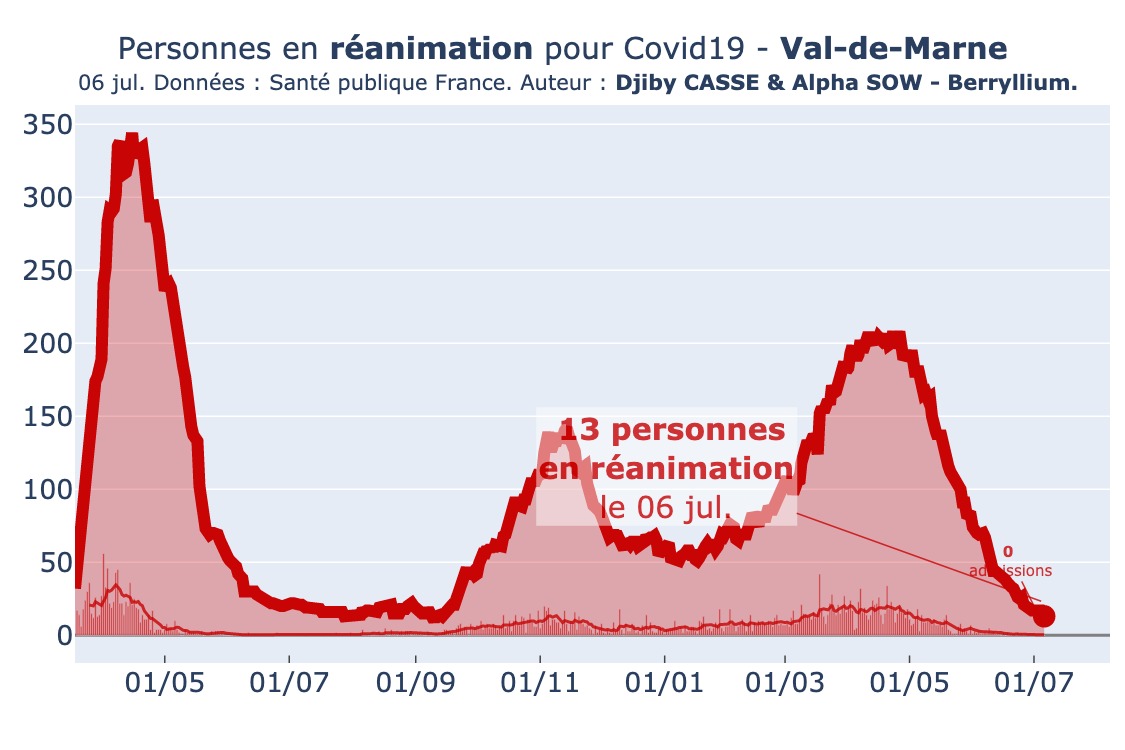 Personnes en réanimation pour Covid19 - Val-de-Marne
06 jul. Données : Santé publique France. Auteur : Djiby CASSE & Alpha SOW - Berryllium.
350
300
250
200
150
100
50
0
13 personnes
en réanimation
le 06 jul.
0
admissions
01/05 01/07 01/09 01/11 01/01 01/03 01/05 01/07